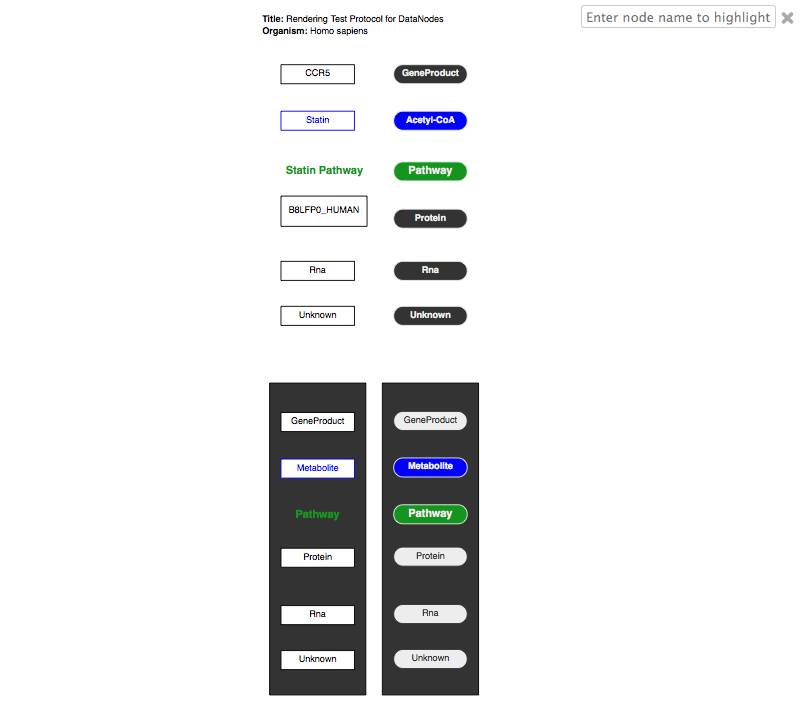 Title: Rendering Test Protocol for DataNodes
Organism: Homo sapiens
Enter node name to highlight
CCR5 GeneProduct
Statin Acetyl-CoA
Statin Pathway Pathway
B8LFP0_HUMAN Protein
Rna Rna
Unknown Unknown
GeneProduct GeneProduct
Metabolite Metabolite
Pathway Pathway
Protein Protein
Rna Rna
Unknown Unknown